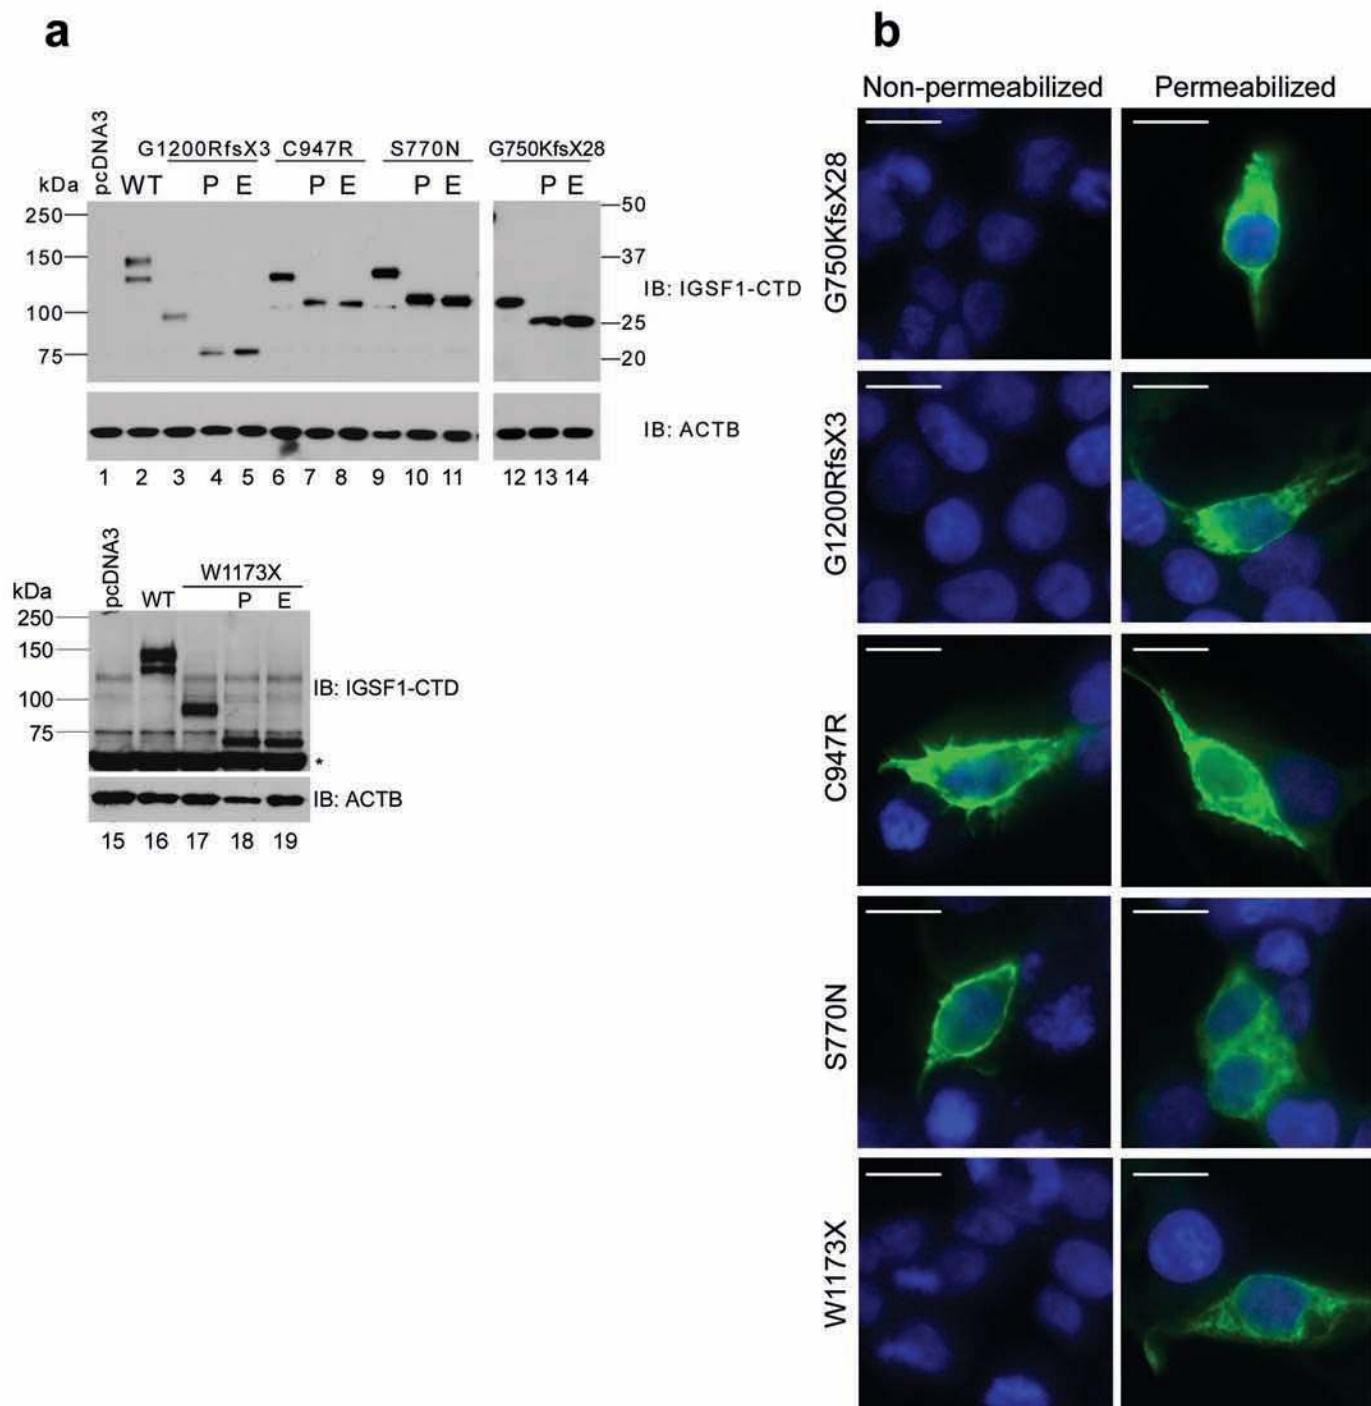 a
pcDNA3
G1200RfsX3 C947R S770N G750KfsX28
kDa WT P E P E P E P E
250
150
100
75
50
37
25
20
IB: IGSF1-CTD
IB: ACTB
1 2 3 4 5 6 7 8 9 10 11 12 13 14
pcDNA3
W1173X
kDa WT P E
250
150
100
75
IB: IGSF1-CTD
*
IB: ACTB
15 16 17 18 19
b
Non-permeabilized Permeabilized
G750KfsX28
G1200RfsX3
C947R
S770N
W1173X